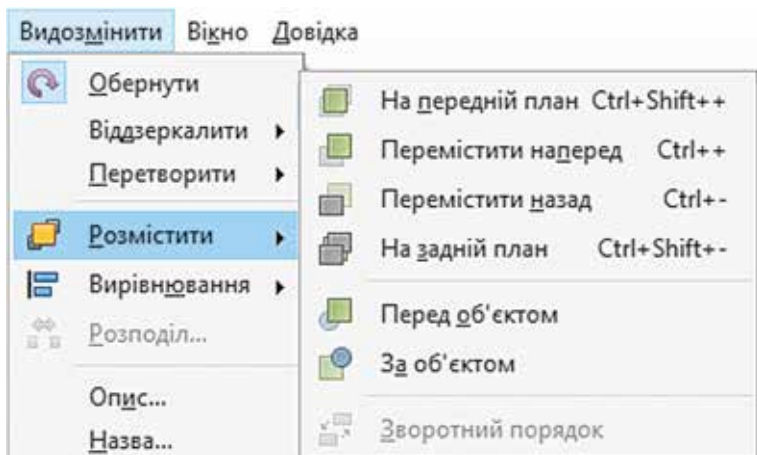 Видозмінити Вікно Довідка
Обернути
Віддзеркалити
Перетворити
Розмістити
Вирівнювання
Розподіл...
Опис...
Назва...
На передній план Ctrl+Shift++
Перемістити наперед Ctrl++
Перемістити назад Ctrl+-
На задній план Ctrl+Shift+-
Перед об'єктом
За об'єктом
Зворотний порядок